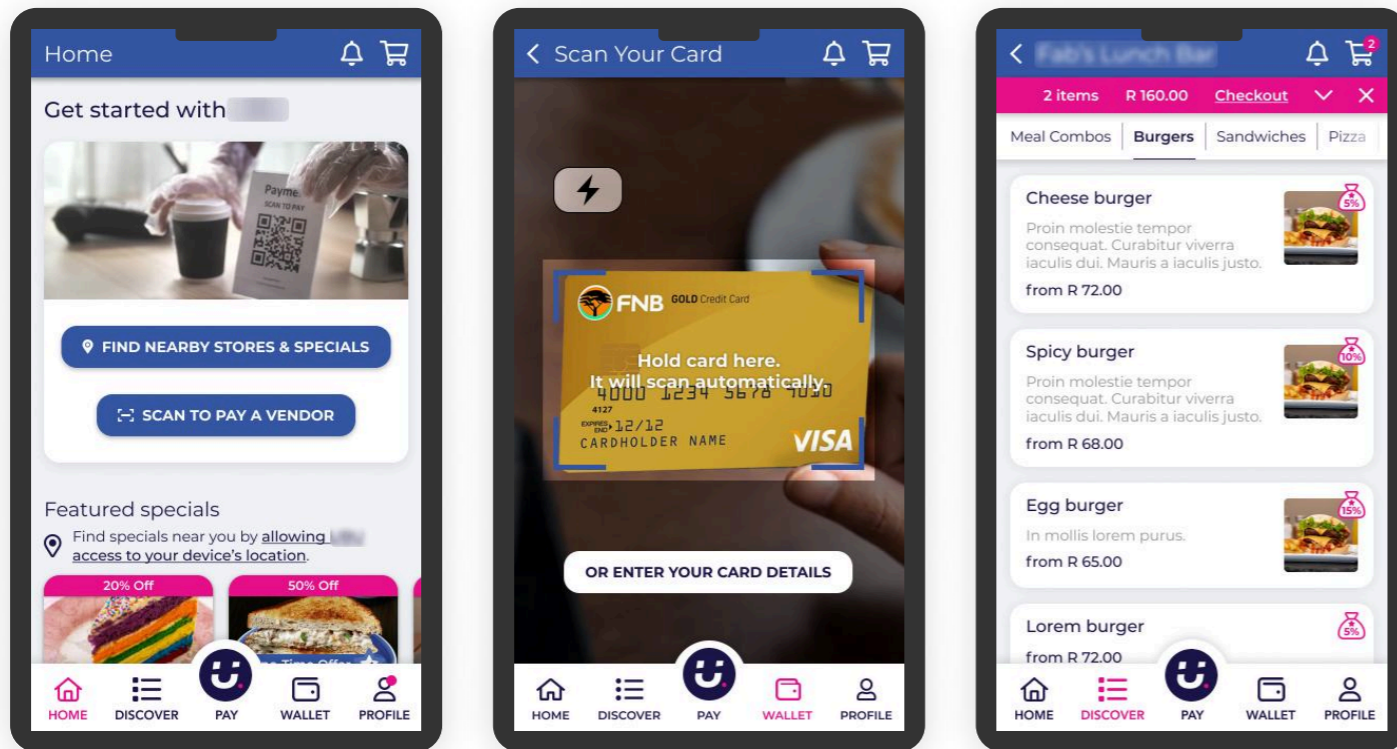 Home
Get started with
Payme.
SCAN TO PAY
FIND NEARBY STORES & SPECIALS
SCAN TO PAY A VENDOR
Featured specials
Find specials near you by allowing
access to your device's location.
20% Off
50% Off
HOME
DISCOVER
PAY
WALLET
PROFILE
Scan Your Card
FNB GOLD Credit Card
Hold card here.
It will scan automatically.
4000 1234 5678 9010
4127
EXPIRES
END 12/12
CARDHOLDER NAME
VISA
OR ENTER YOUR CARD DETAILS
HOME
DISCOVER
PAY
WALLET
PROFILE
Fab's Lunch Bar
2
2 items R 160.00 Checkout
Meal Combos Burgers Sandwiches Pizza
Cheese burger
5%
Proin molestie tempor
consequat. Curabitur viverra
iaculis dui. Mauris a iaculis justo.
from R 72.00
Spicy burger
10%
Proin molestie tempor
consequat. Curabitur viverra
iaculis dui. Mauris a iaculis justo.
from R 68.00
Egg burger
15%
In mollis lorem purus.
from R 65.00
Lorem burger
5%
from R 72.00
HOME
DISCOVER
PAY
WALLET
PROFILE